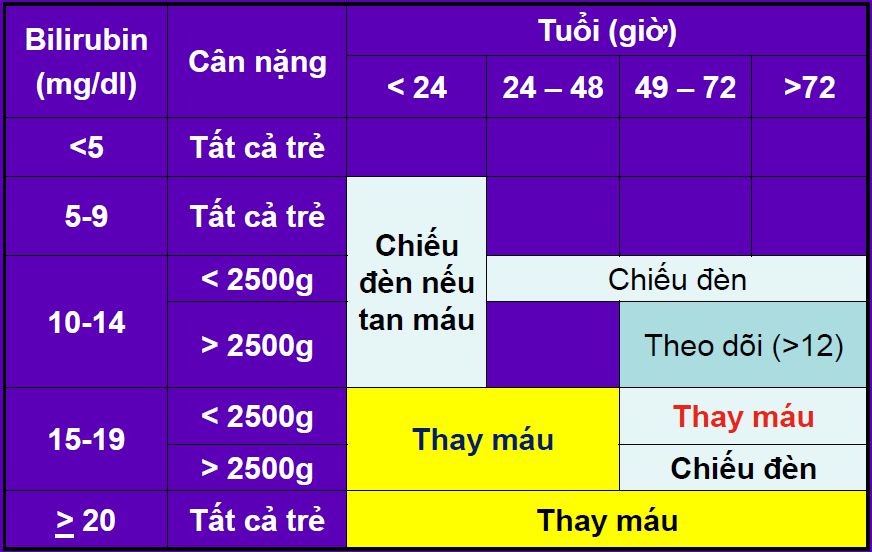 Bilirubin
(mg/dl)
Cân nặng
Tuổi (giờ)
< 24
24 – 48
49 – 72
>72
<5
Tất cả trẻ
5-9
Tất cả trẻ
Chiếu
đèn nếu
tan máu
10-14
< 2500g
Chiếu đèn
> 2500g
Theo dõi (>12)
15-19
< 2500g
Thay máu
Thay máu
> 2500g
Chiếu đèn
> 20
Tất cả trẻ
Thay máu